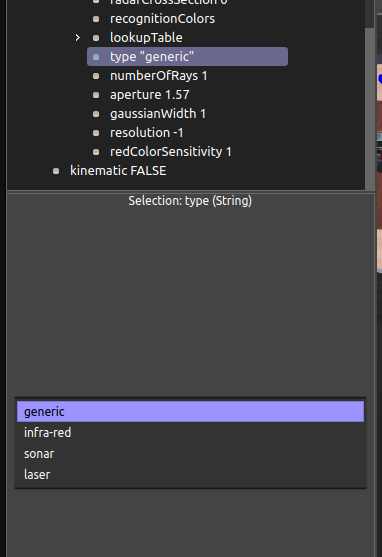 radarCrossSection 0
recognitionColors
lookupTable
type "generic"
numberOfRays 1
aperture 1.57
gaussianWidth 1
resolution -1
redColorSensitivity 1
kinematic FALSE
Selection: type (String)
generic
infra-red
sonar
laser